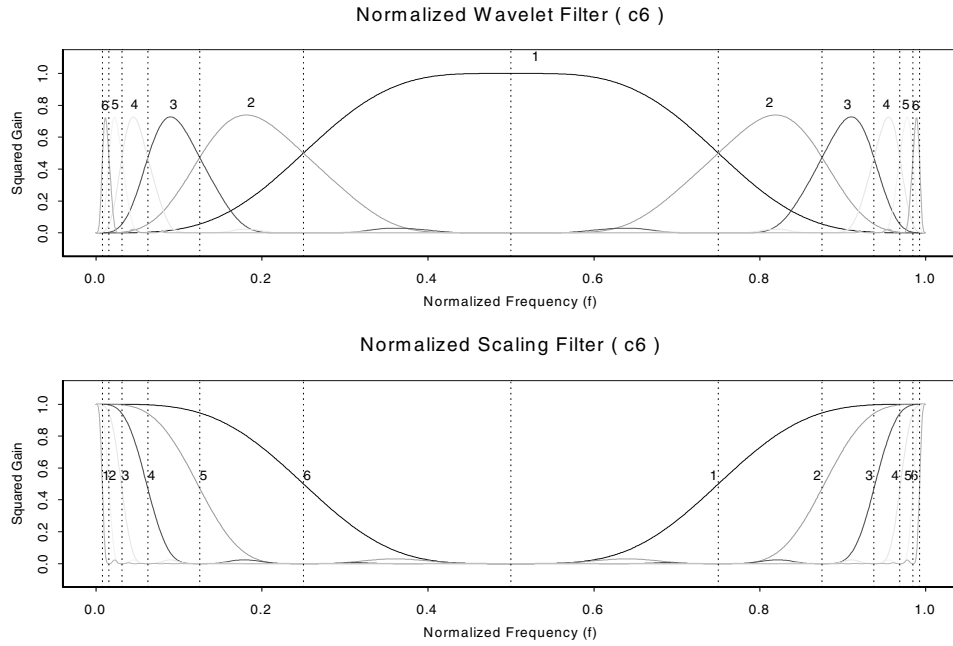 Normalized Wavelet Filter ( c6 )
Squared Gain
1.0
0.8
0.6
0.4
0.2
0.0
1
6 5 4 3 2 2 3 4 5 6
0.0 0.2 0.4 0.6 0.8 1.0
Normalized Frequency (f)
Normalized Scaling Filter ( c6 )
Squared Gain
1.0
0.8
0.6
0.4
0.2
0.0
1 2 3 4 5 6 1 2 3 4 5 6
0.0 0.2 0.4 0.6 0.8 1.0
Normalized Frequency (f)